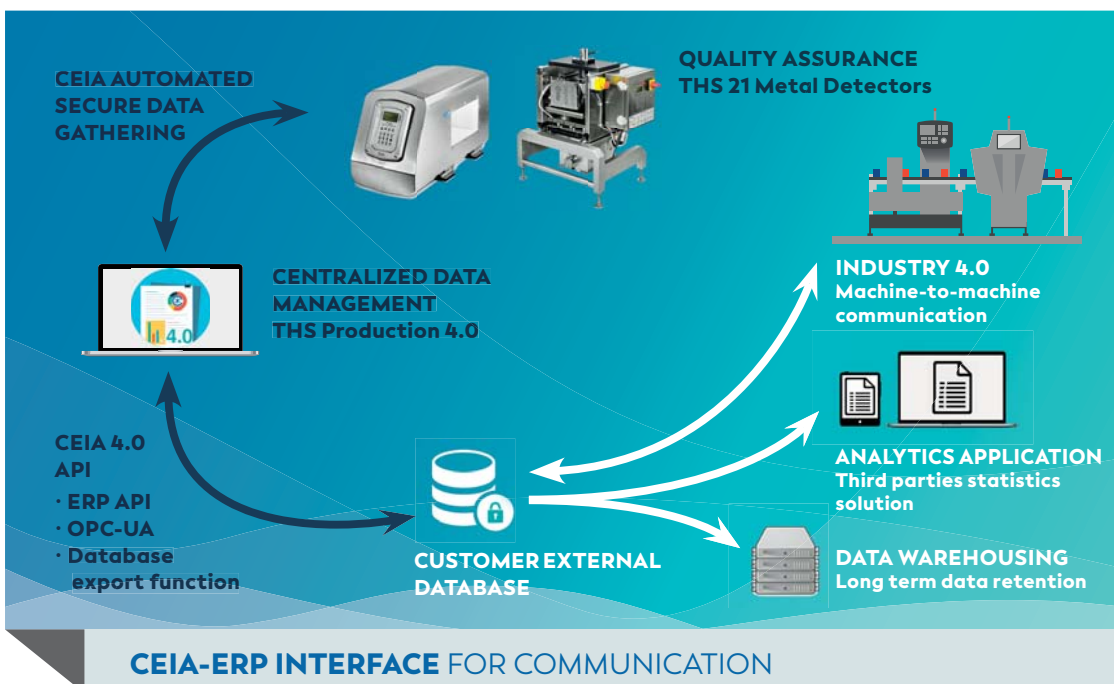 CEIA AUTOMATED
SECURE DATA
GATHERING
QUALITY ASSURANCE
THS 21 Metal Detectors
4.0
CENTRALIZED DATA
MANAGEMENT
THS Production 4.0
INDUSTRY 4.0
Machine-to-machine
communication
CEIA 4.0
API
· ERP API
· OPC-UA
· Database
export function
CUSTOMER EXTERNAL
DATABASE
ANALYTICS APPLICATION
Third parties statistics
solution
DATA WAREHOUSING
Long term data retention
CEIA-ERP INTERFACE FOR COMMUNICATION